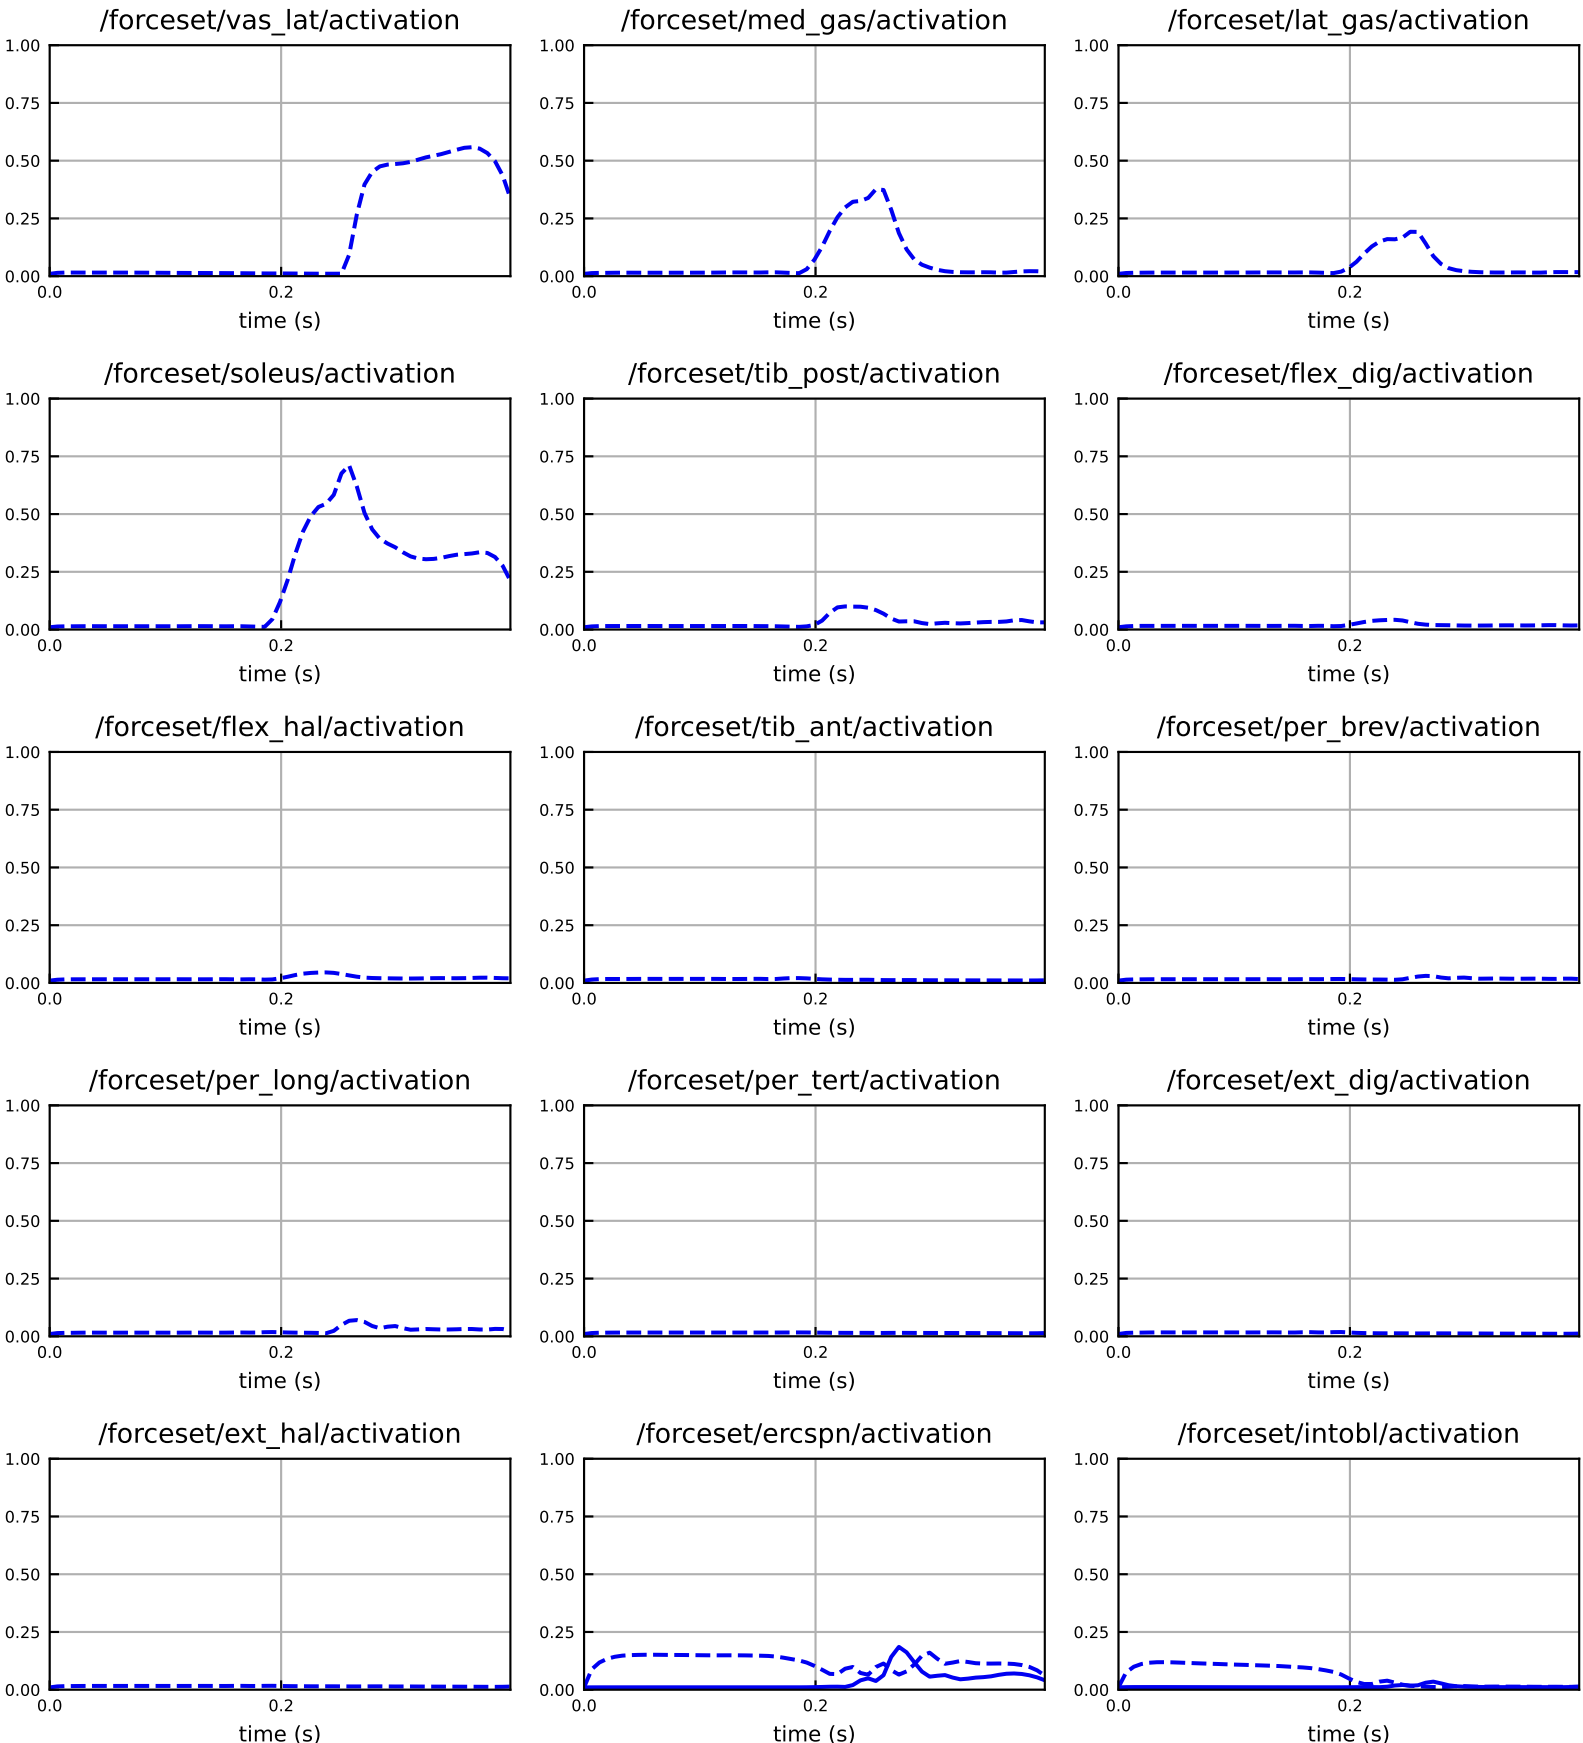 /forceset/vas_lat/activation /forceset/med_gas/activation /forceset/lat_gas/activation
1.00 1.00 1.00
0.75 0.75 0.75
0.50 0.50 0.50
0.25 0.25 0.25
0.00 0.00 0.00
0.0 0.2 0.0 0.2 0.0 0.2
time (s) time (s) time (s)
/forceset/soleus/activation /forceset/tib_post/activation /forceset/flex_dig/activation
1.00 1.00 1.00
0.75 0.75 0.75
0.50 0.50 0.50
0.25 0.25 0.25
0.00 0.00 0.00
0.0 0.2 0.0 0.2 0.0 0.2
time (s) time (s) time (s)
/forceset/flex_hal/activation /forceset/tib_ant/activation /forceset/per_brev/activation
1.00 1.00 1.00
0.75 0.75 0.75
0.50 0.50 0.50
0.25 0.25 0.25
0.00 0.00 0.00
0.0 0.2 0.0 0.2 0.0 0.2
time (s) time (s) time (s)
/forceset/per_long/activation /forceset/per_tert/activation /forceset/ext_dig/activation
1.00 1.00 1.00
0.75 0.75 0.75
0.50 0.50 0.50
0.25 0.25 0.25
0.00 0.00 0.00
0.0 0.2 0.0 0.2 0.0 0.2
time (s) time (s) time (s)
/forceset/ext_hal/activation /forceset/ercspn/activation /forceset/intobl/activation
1.00 1.00 1.00
0.75 0.75 0.75
0.50 0.50 0.50
0.25 0.25 0.25
0.00 0.00 0.00
0.0 0.2 0.0 0.2 0.0 0.2
time (s) time (s) time (s)